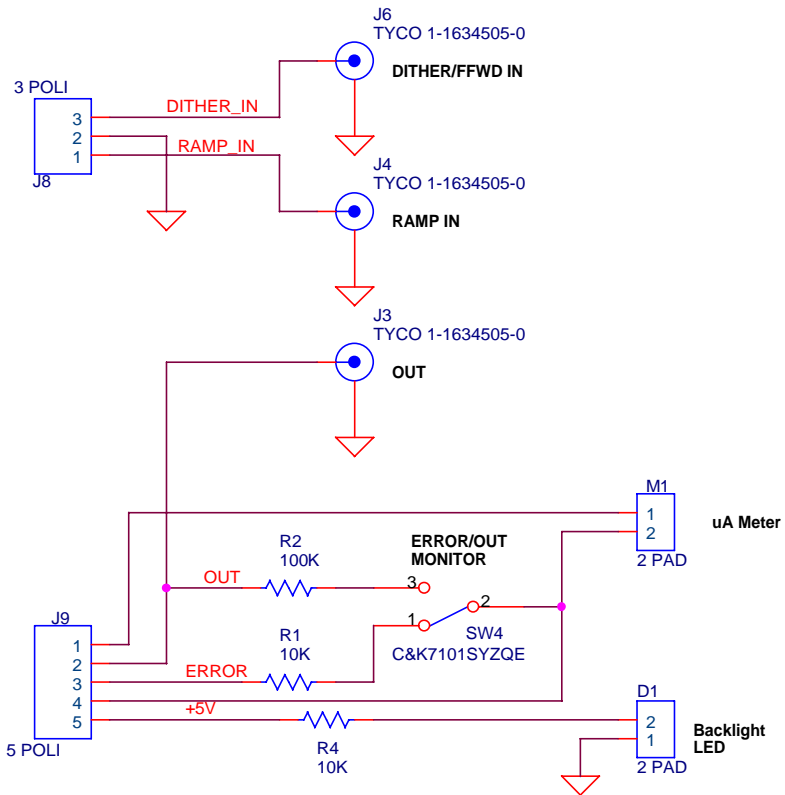 J6
TYCO 1-1634505-0
DITHER/FFWD IN
3 POLI
DITHER_IN
3
2
RAMP_IN
1
J8
J4
TYCO 1-1634505-0
RAMP IN
J3
TYCO 1-1634505-0
OUT
M1
1
2
uA Meter
2 PAD
R2
100K
ERROR/OUT
MONITOR
OUT
3
2
1
SW4
C&K7101SYZQE
J9
R1
10K
1
2
ERROR
3
4
+5V
5
5 POLI
R4
10K
D1
2
1
Backlight
LED
2 PAD